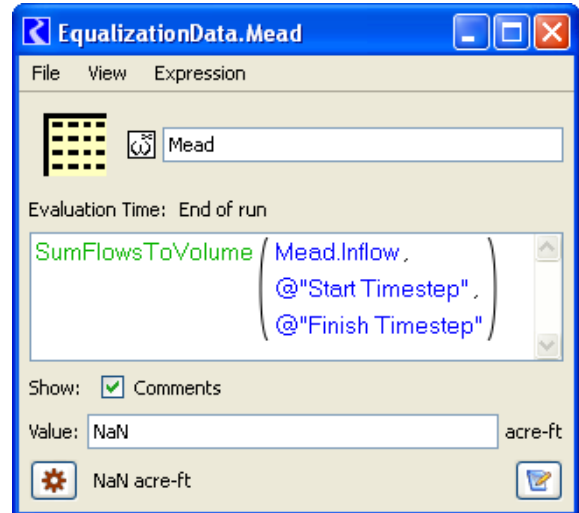 EqualizationData.Mead
File View Expression
Mead
Evaluation Time: End of run
SumFlowsToVolume ( Mead.Inflow ,
@"Start Timestep" ,
@"Finish Timestep" )
Show: Comments
Value: NaN acre-ft
NaN acre-ft